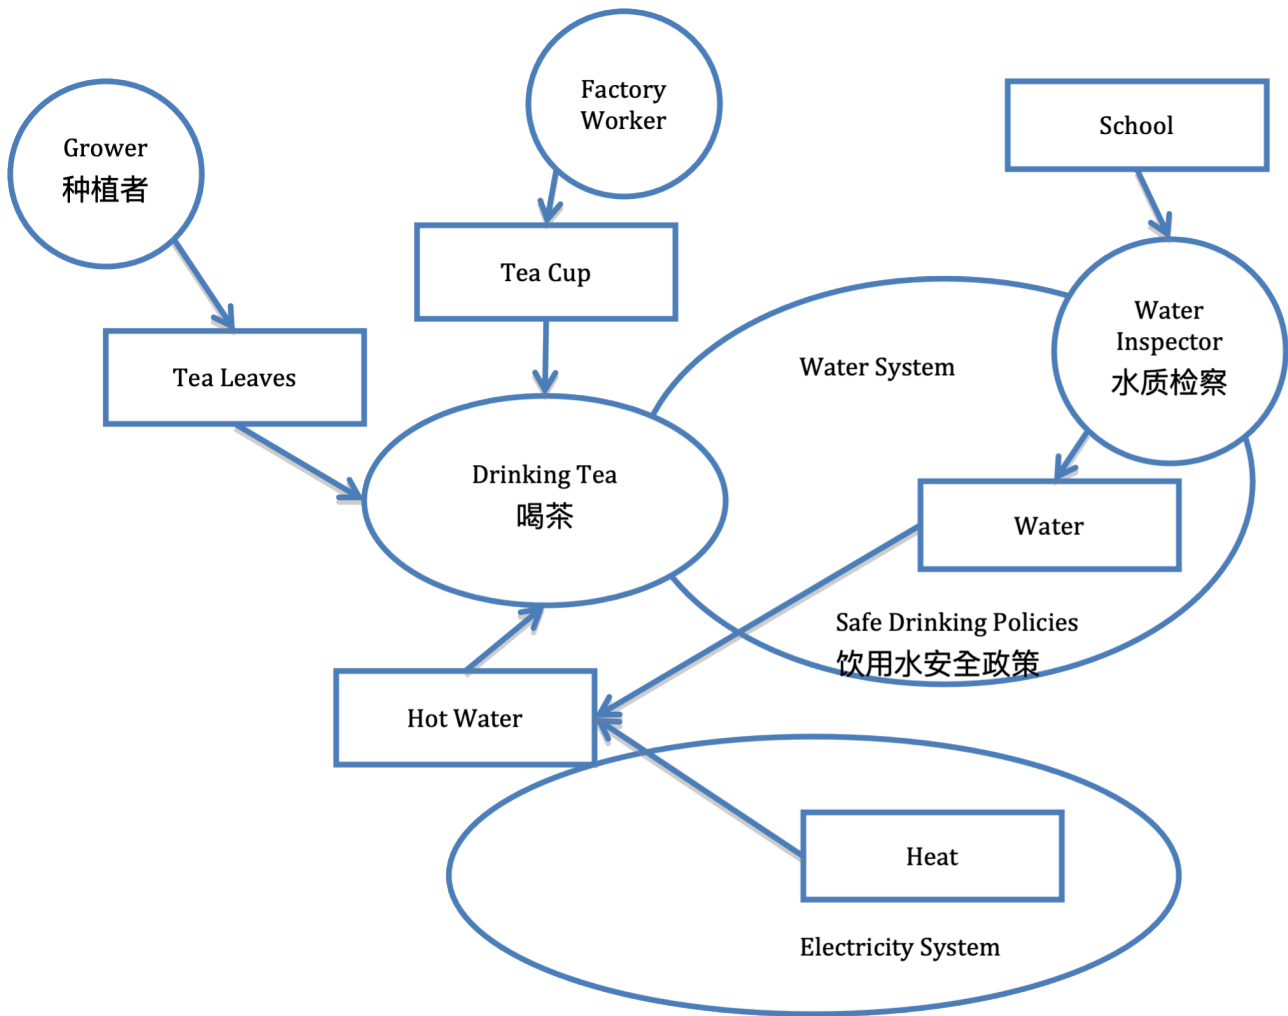 Factory
Worker
School
Grower
种植者
Tea Cup
Water
Inspector
水质检察
Water System
Tea Leaves
Drinking Tea
喝茶
Water
Safe Drinking Policies
饮用水安全政策
Hot Water
Heat
Electricity System